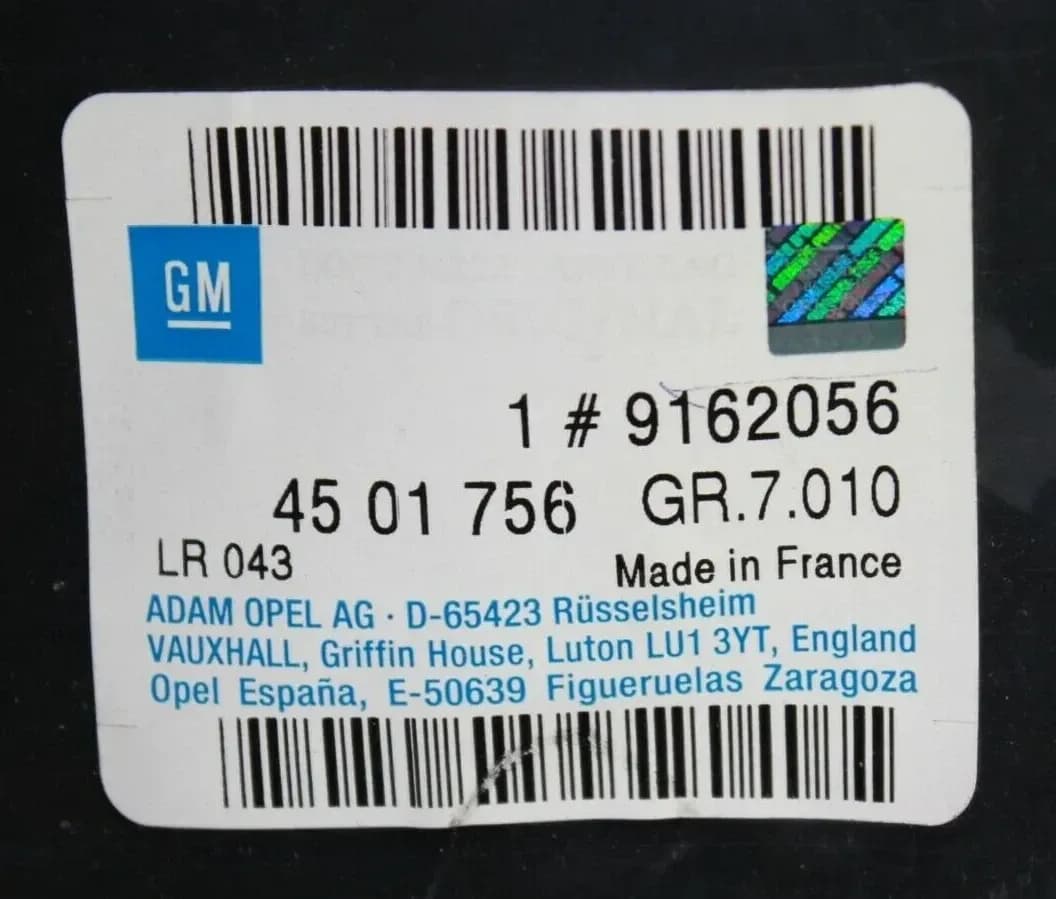 GM
1 # 9162056
45 01 756 GR.7.010
LR 043 Made in France
ADAM OPEL AG · D-65423 Rüsselsheim
VAUXHALL, Griffin House, Luton LU1 3YT, England
Opel España, E-50639 Figueruelas Zaragoza